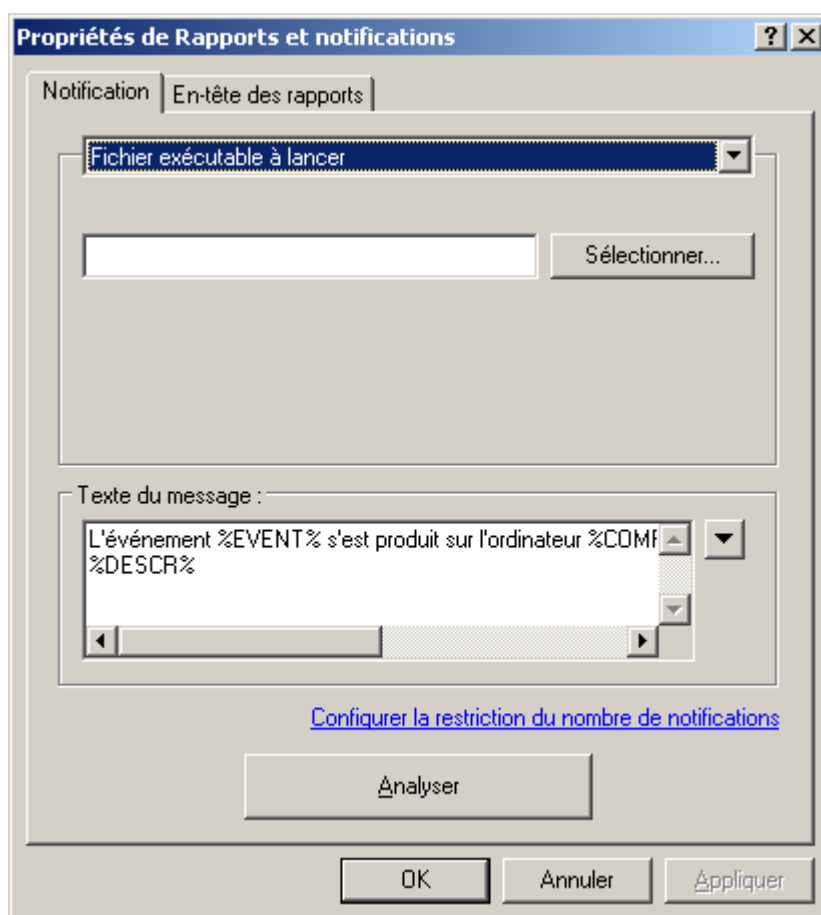 Propriétés de Rapports et notifications
Notification
En-tête des rapports
Fichier exécutable à lancer
Sélectionner...
Texte du message :
L'événement %EVENT% s'est produit sur l'ordinateur
%DESCR%
Configurer la restriction du nombre de notifications
Analyser
OK
Annuler
Appliquer